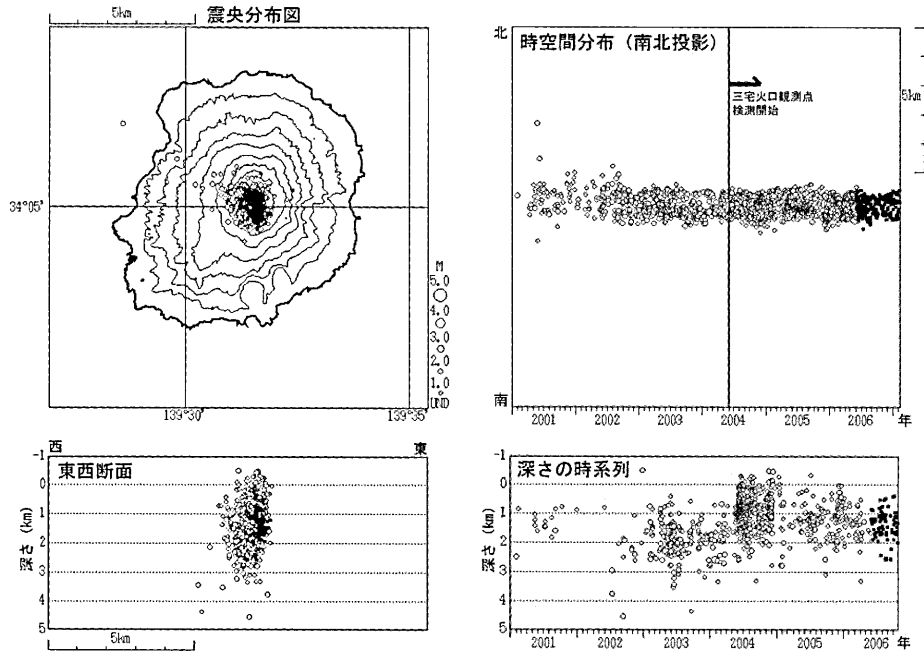 5km
震央分布図
34°05'
139°30'
139°35'
M
5.0
4.0
3.0
2.0
1.0
UND
時空間分布（南北投影）
北
南
三宅火口観測点
検測開始
5km
2001 2002 2003 2004 2005 2006 年
西
東
東西断面
深さ (km)
-1
0
1
2
3
4
5
5km
深さの時系列
深さ (km)
-1
0
1
2
3
4
5
2001 2002 2003 2004 2005 2006 年